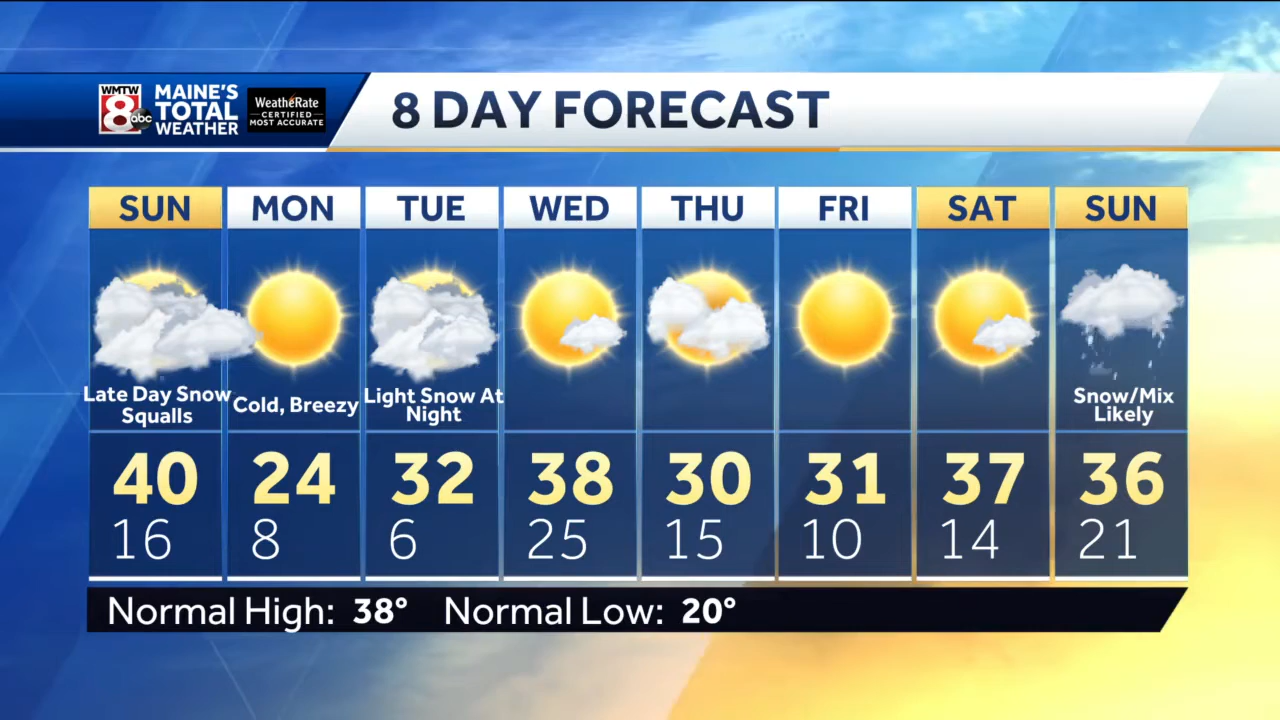 WMTW
8
abc
MAINE'S
TOTAL
WEATHER
WeatheRate
CERTIFIED
MOST ACCURATE
8 DAY FORECAST
SUN MON TUE WED THU FRI SAT SUN
Late Day Snow
Squalls
Cold, Breezy
Light Snow At
Night
Snow/Mix
Likely
40 24 32 38 30 31 37 36
16 8 6 25 15 10 14 21
Normal High: 38° Normal Low: 20°